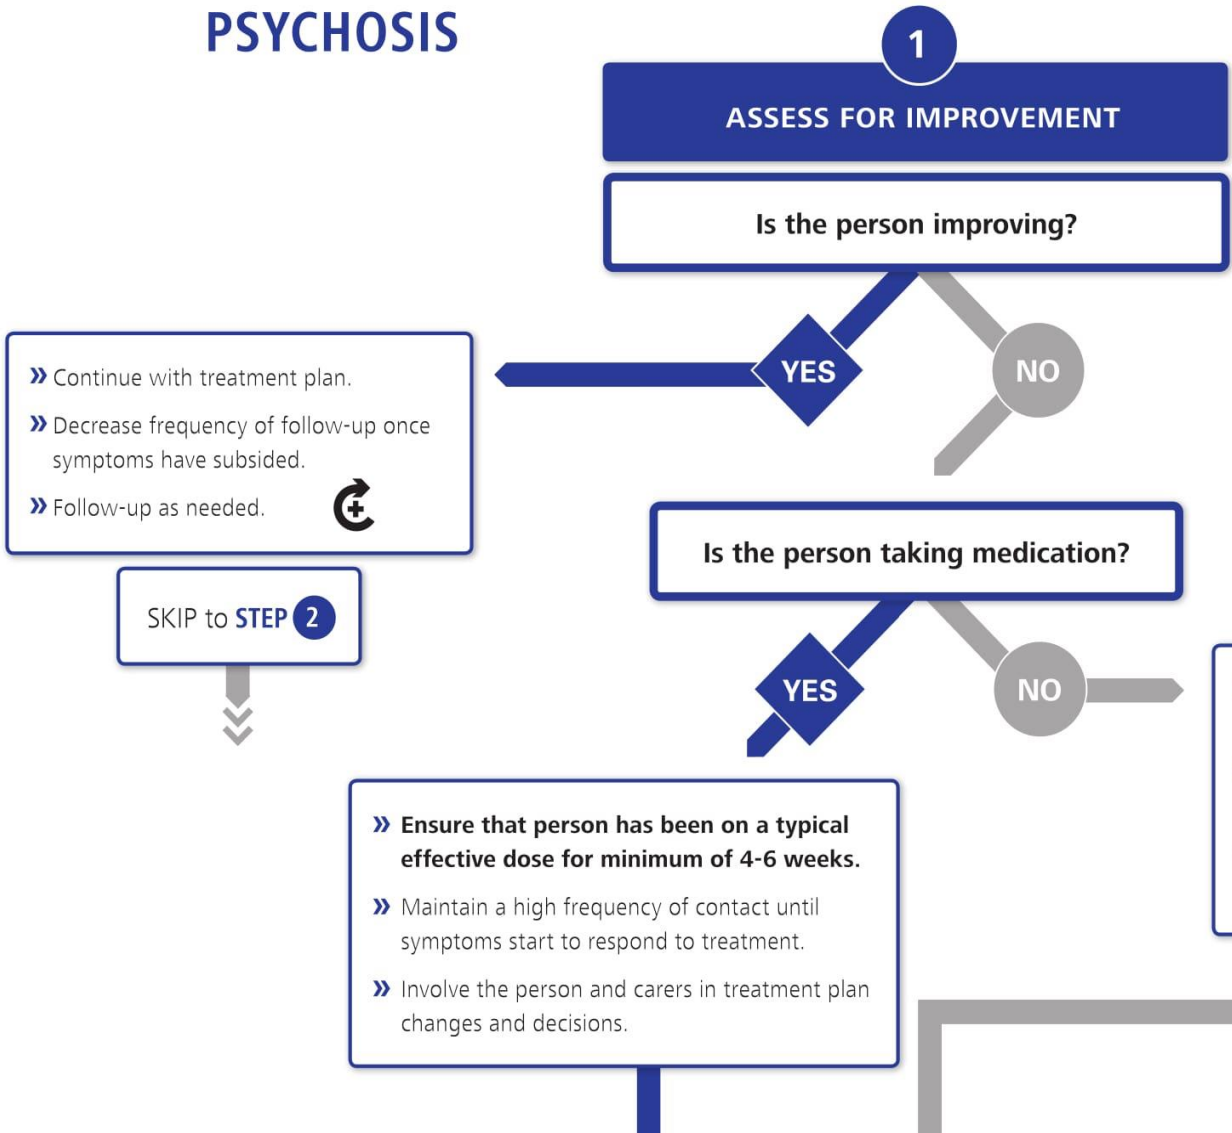 PSYCHOSIS
1
ASSESS FOR IMPROVEMENT
Is the person improving?
YES
NO
» Continue with treatment plan.
» Decrease frequency of follow-up once
symptoms have subsided.
» Follow-up as needed.
Is the person taking medication?
SKIP to STEP 2
YES
NO
» Ensure that person has been on a typical
effective dose for minimum of 4-6 weeks.
» Maintain a high frequency of contact until
symptoms start to respond to treatment.
» Involve the person and carers in treatment plan
changes and decisions.